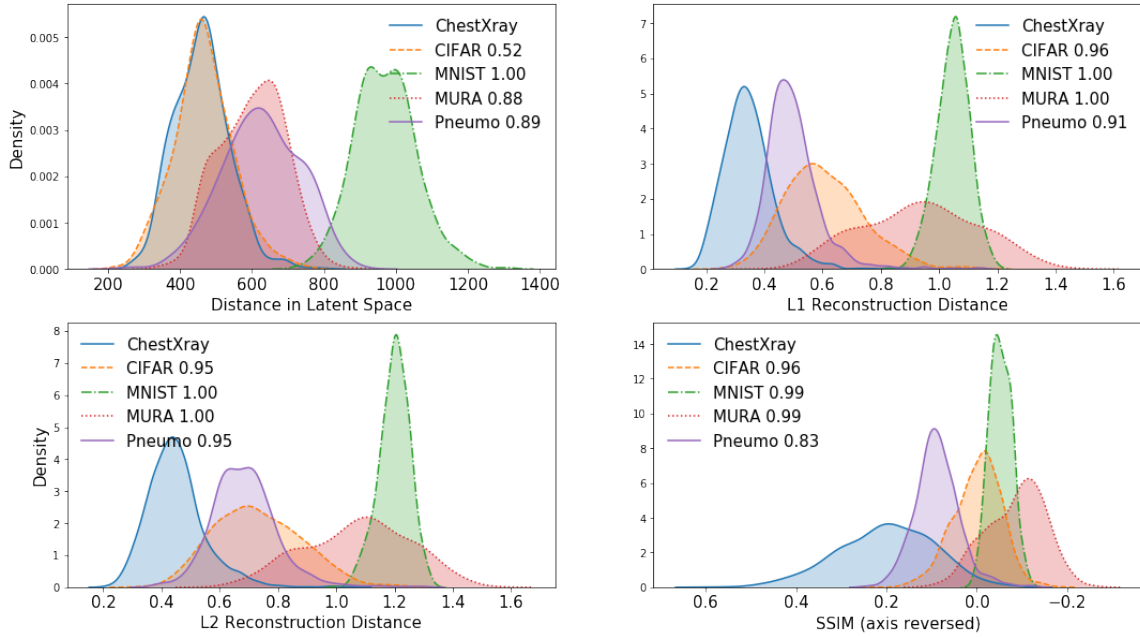 ChestXray
CIFAR 0.52
MNIST 1.00
MURA 0.88
Pneumo 0.89
Density
0.005
0.004
0.003
0.002
0.001
0.000
200 400 600 800 1000 1200 1400
Distance in Latent Space
ChestXray
CIFAR 0.96
MNIST 1.00
MURA 1.00
Pneumo 0.91
7
6
5
4
3
2
1
0
0.2 0.4 0.6 0.8 1.0 1.2 1.4 1.6
L1 Reconstruction Distance
ChestXray
CIFAR 0.95
MNIST 1.00
MURA 1.00
Pneumo 0.95
Density
8
7
6
5
4
3
2
1
0
0.2 0.4 0.6 0.8 1.0 1.2 1.4 1.6
L2 Reconstruction Distance
ChestXray
CIFAR 0.96
MNIST 0.99
MURA 0.99
Pneumo 0.83
14
12
10
8
6
4
2
0
0.6 0.4 0.2 0.0 −0.2
SSIM (axis reversed)